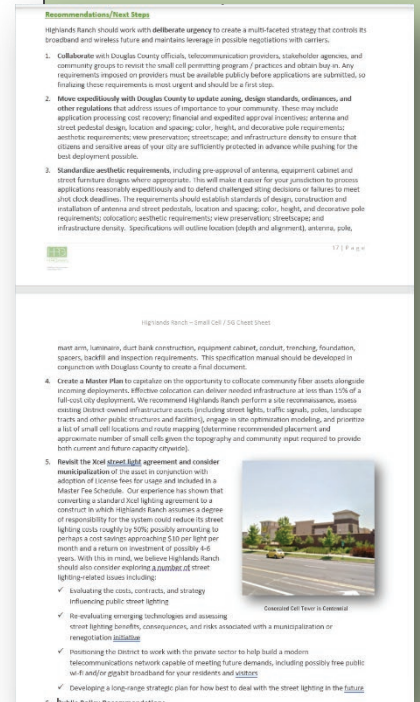 Recommendations/Next Steps
Highlands Ranch should work with deliberate urgency to create a multi-faceted strategy that controls its
broadband and wireless future and maintains leverage in possible negotiations with carriers.
1. Collaborate with Douglas County officials, telecommunication providers, stakeholder agencies, and
community groups to revisit the small cell permitting program / practices and obtain buy-in. Any
requirements imposed on providers must be available publicly before applications are submitted, so
finalizing these requirements is most urgent and should be a first step.
2. Move expeditiously with Douglas County to update zoning, design standards, ordinances, and
other regulations that address issues of importance to your community. These may include
application processing cost recovery; financial and expedited approval incentives; antenna and
street pedestal design, location and spacing; color, height, and decorative pole requirements;
aesthetic requirements; view preservation; streetscape; and infrastructure density to ensure that
citizens and sensitive areas of your city are sufficiently protected in advance while pushing for the
best deployment possible.
3. Standardize aesthetic requirements, including pre-approval of antenna, equipment cabinet and
street furniture designs where appropriate. This will make it easier for your jurisdiction to process
applications reasonably expeditiously and to defend challenged siting decisions or failures to meet
shot clock deadlines. The requirements should establish standards of design, construction and
installation of antenna and street pedestals, location and spacing; color, height, and decorative pole
requirements; colocation; aesthetic requirements; view preservation; streetscape; and
infrastructure density. Specifications will outline location (depth and alignment), antenna, pole,
17 | Page
Highlands Ranch – Small Cell / 5G Cheat Sheet
mast arm, luminaire, duct bank construction, equipment cabinet, conduit, trenching, foundation,
spacers, backfill and inspection requirements. This specification manual should be developed in
conjunction with Douglas County to create a final document.
4. Create a Master Plan to capitalize on the opportunity to collocate community fiber assets alongside
incoming deployments. Effective colocation can deliver needed infrastructure at less than 15% of a
full-cost city deployment. We recommend Highlands Ranch perform a site reconnaissance, assess
existing District-owned infrastructure assets (including street lights, traffic signals, poles, landscape
tracts and other public structures and facilities), engage in site optimization modeling, and prioritize
a list of small cell locations and route mapping (determine recommended placement and
approximate number of small cells given the topography and community input required to provide
both current and future capacity citywide).
5. Revisit the Xcel street light agreement and consider
municipalization of the asset in conjunction with
adoption of License fees for usage and included in a
Master Fee Schedule. Our experience has shown that
converting a standard Xcel lighting agreement to a
construct in which Highlands Ranch assumes a degree
of responsibility for the system could reduce its street
lighting costs roughly by 50%; possibly amounting to
perhaps a cost savings approaching $10 per light per
month and a return on investment of possibly 4-6
years. With this in mind, we believe Highlands Ranch
should also consider exploring a number of street
lighting-related issues including:
✓ Evaluating the costs, contracts, and strategy
influencing public street lighting
Concealed Cell Tower in Centennial
✓ Re-evaluating emerging technologies and assessing
street lighting benefits, consequences, and risks associated with a municipalization or
renegotiation initiative
✓ Positioning the District to work with the private sector to help build a modern
telecommunications network capable of meeting future demands, including possibly free public
wi-fi and/or gigabit broadband for your residents and visitors
✓ Developing a long-range strategic plan for how best to deal with the street lighting in the future